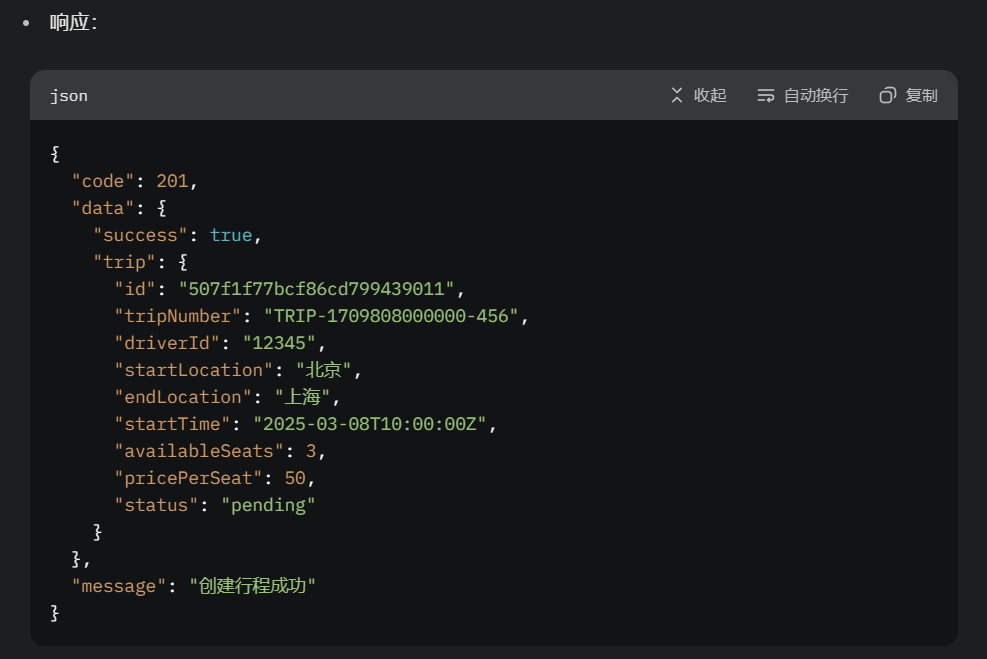 响应:
json 收起 自动换行 复制
{
  "code": 201,
  "data": {
    "success": true,
    "trip": {
      "id": "507f1f77bcf86cd799439011",
      "tripNumber": "TRIP-1709808000000-456",
      "driverId": "12345",
      "startLocation": "北京",
      "endLocation": "上海",
      "startTime": "2025-03-08T10:00:00Z",
      "availableSeats": 3,
      "pricePerSeat": 50,
      "status": "pending"
    }
  },
  "message": "创建行程成功"
}